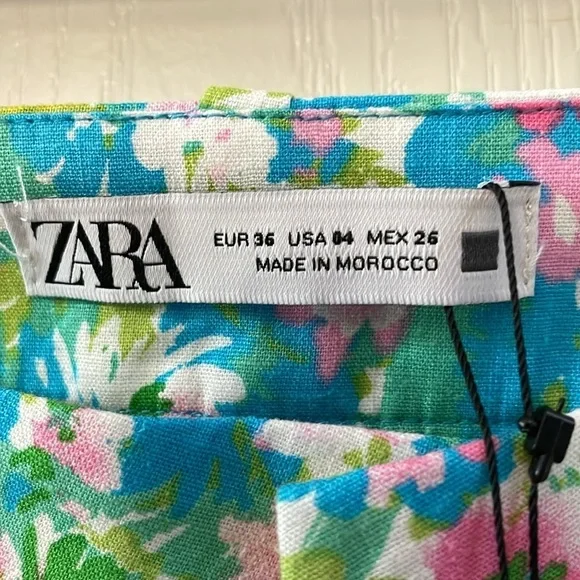 ZARA
EUR 36 USA 04 MEX 26
MADE IN MOROCCO